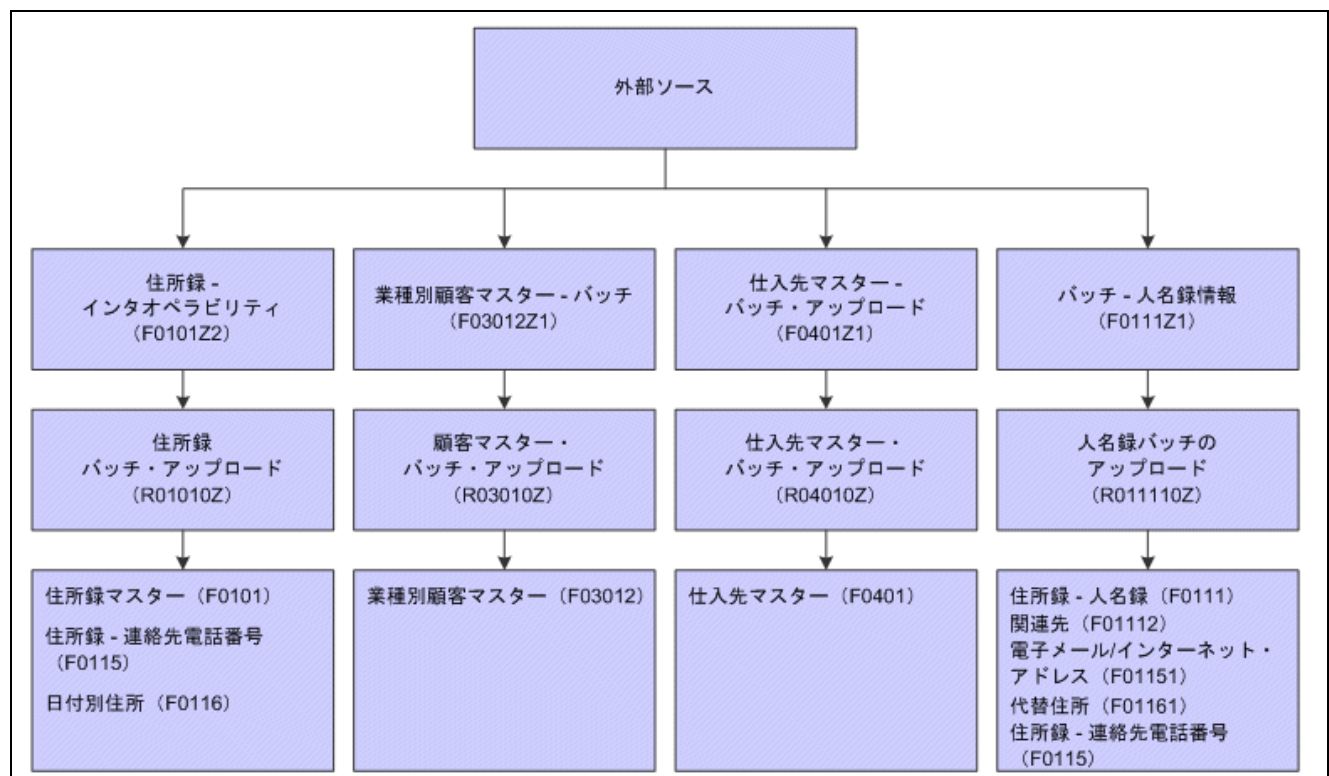 外部ソース
住所録 -
インタオペラビリティ
（F0101Z2）
業種別顧客マスター - バッチ
（F03012Z1）
仕入先マスター -
バッチ・アップロード
（F0401Z1）
バッチ - 人名録情報
（F0111Z1）
住所録
バッチ・アップロード
（R01010Z）
顧客マスター・
バッチ・アップロード
（R03010Z）
仕入先マスター・
バッチ・アップロード
（R04010Z）
人名録バッチの
アップロード
（R011110Z）
住所録マスター（F0101）
住所録 - 連絡先電話番号
（F0115）
日付別住所（F0116）
業種別顧客マスター（F03012）
仕入先マスター（F0401）
住所録 - 人名録（F0111）
関連先（F01112）
電子メール/インターネット・
アドレス（F01151）
代替住所（F01161）
住所録 - 連絡先電話番号
（F0115）